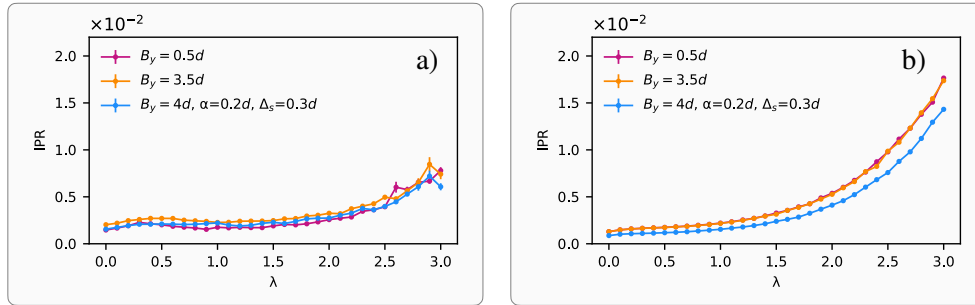 ×10⁻²
a)
B_y = 0.5d
B_y = 3.5d
B_y = 4d, α=0.2d, Δ_s=0.3d
IPR
2.0
1.5
1.0
0.5
0.0
0.0 0.5 1.0 1.5 2.0 2.5 3.0
λ
×10⁻²
b)
B_y = 0.5d
B_y = 3.5d
B_y = 4d, α=0.2d, Δ_s=0.3d
IPR
2.0
1.5
1.0
0.5
0.0
0.0 0.5 1.0 1.5 2.0 2.5 3.0
λ